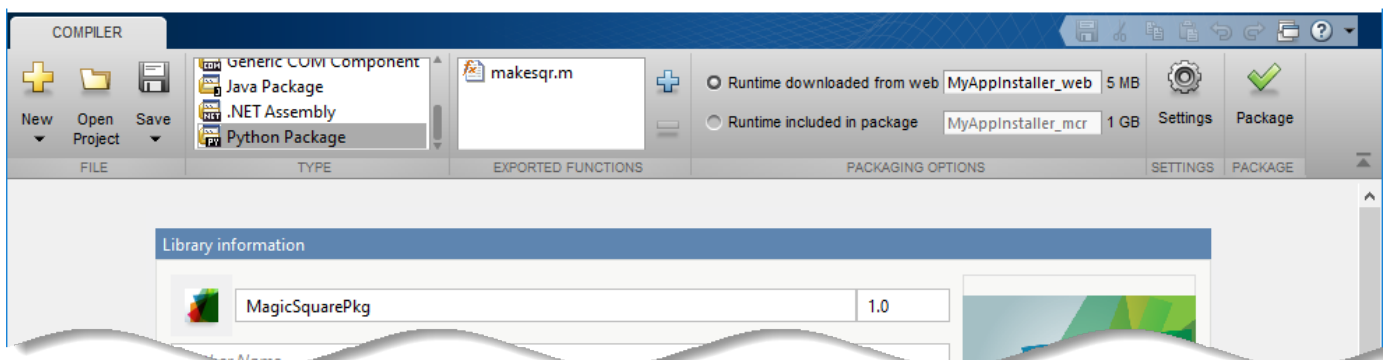 COMPILER
Generic COM Component
Java Package
.NET Assembly
Python Package
makesqr.m
Runtime downloaded from web MyAppInstaller_web 5 MB
Runtime included in package MyAppInstaller_mcr 1 GB
New
Open Project
Save
Settings
Package
FILE
TYPE
EXPORTED FUNCTIONS
PACKAGING OPTIONS
SETTINGS
PACKAGE
Library information
MagicSquarePkg
1.0
Name